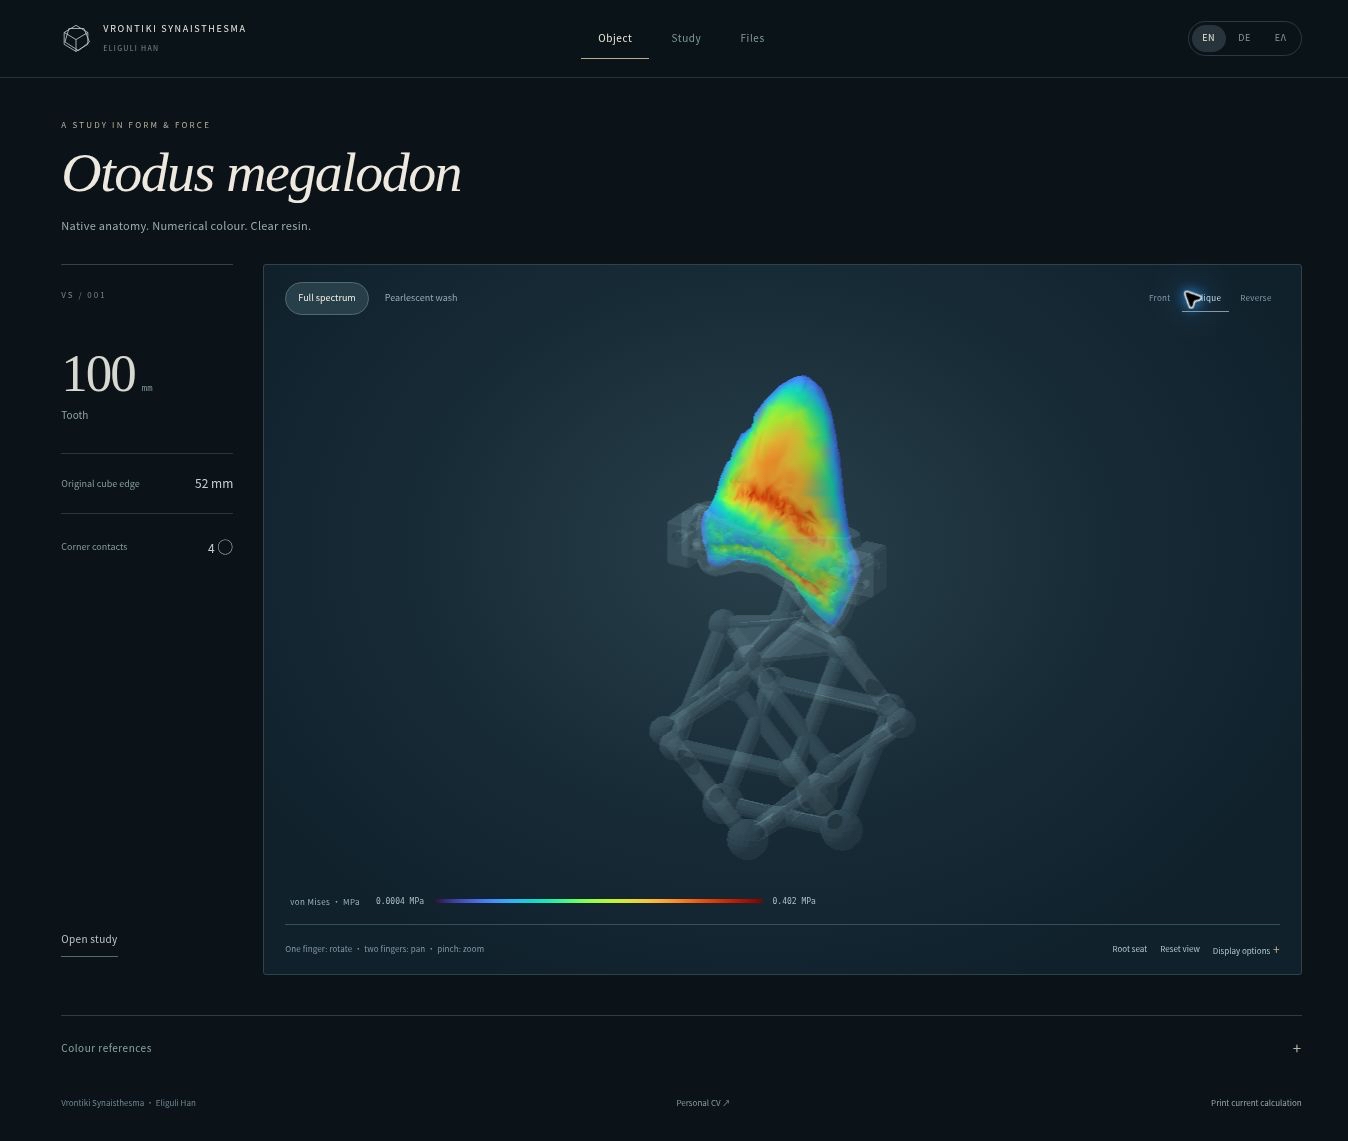 VRONTIKI SYNAISTHESMA
ELIGULI HAN
Object
Study
Files
EN
DE
ΕΛ
A STUDY IN FORM & FORCE
Otodus megalodon
Native anatomy. Numerical colour. Clear resin.
VS / 001
100 mm
Tooth
Original cube edge
52 mm
Corner contacts
4
Open study
Full spectrum
Pearlescent wash
Front
Reverse
von Mises · MPa
0.0004 MPa
0.402 MPa
One finger: rotate · two fingers: pan · pinch: zoom
Root seat
Reset view
Display options +
Colour references
+
Vrontiki Synaisthesma · Eliguli Han
Personal CV ↗
Print current calculation